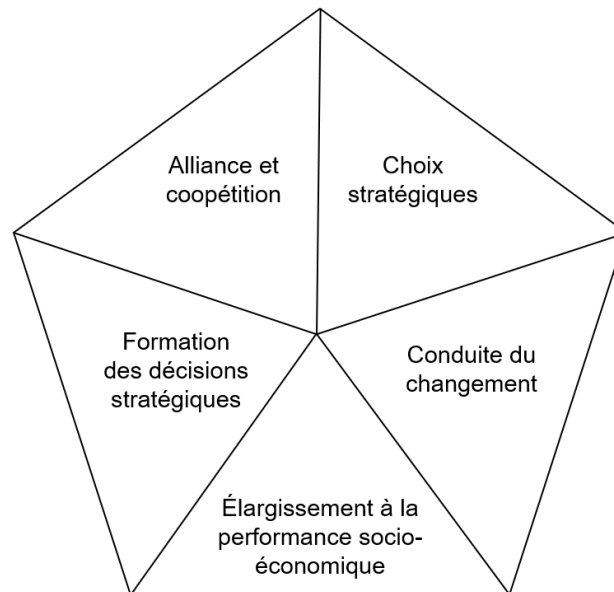 Alliance et
coopétition
Choix
stratégiques
Formation
des décisions
stratégiques
Conduite du
changement
Élargissement à la
performance socio-
économique